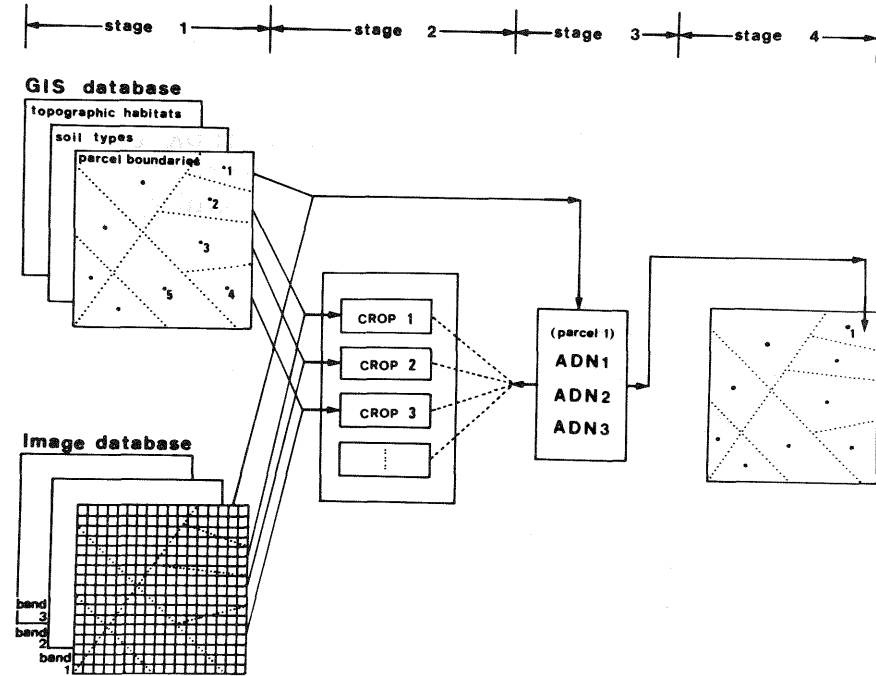 stage 1
stage 2
stage 3
stage 4
GIS database
topographic habitats
soil types
parcel boundaries
1
2
3
4
5
CROP 1
CROP 2
CROP 3
(parcel 1)
ADN1
ADN2
ADN3
1
Image database
band
3
band
2
band
1